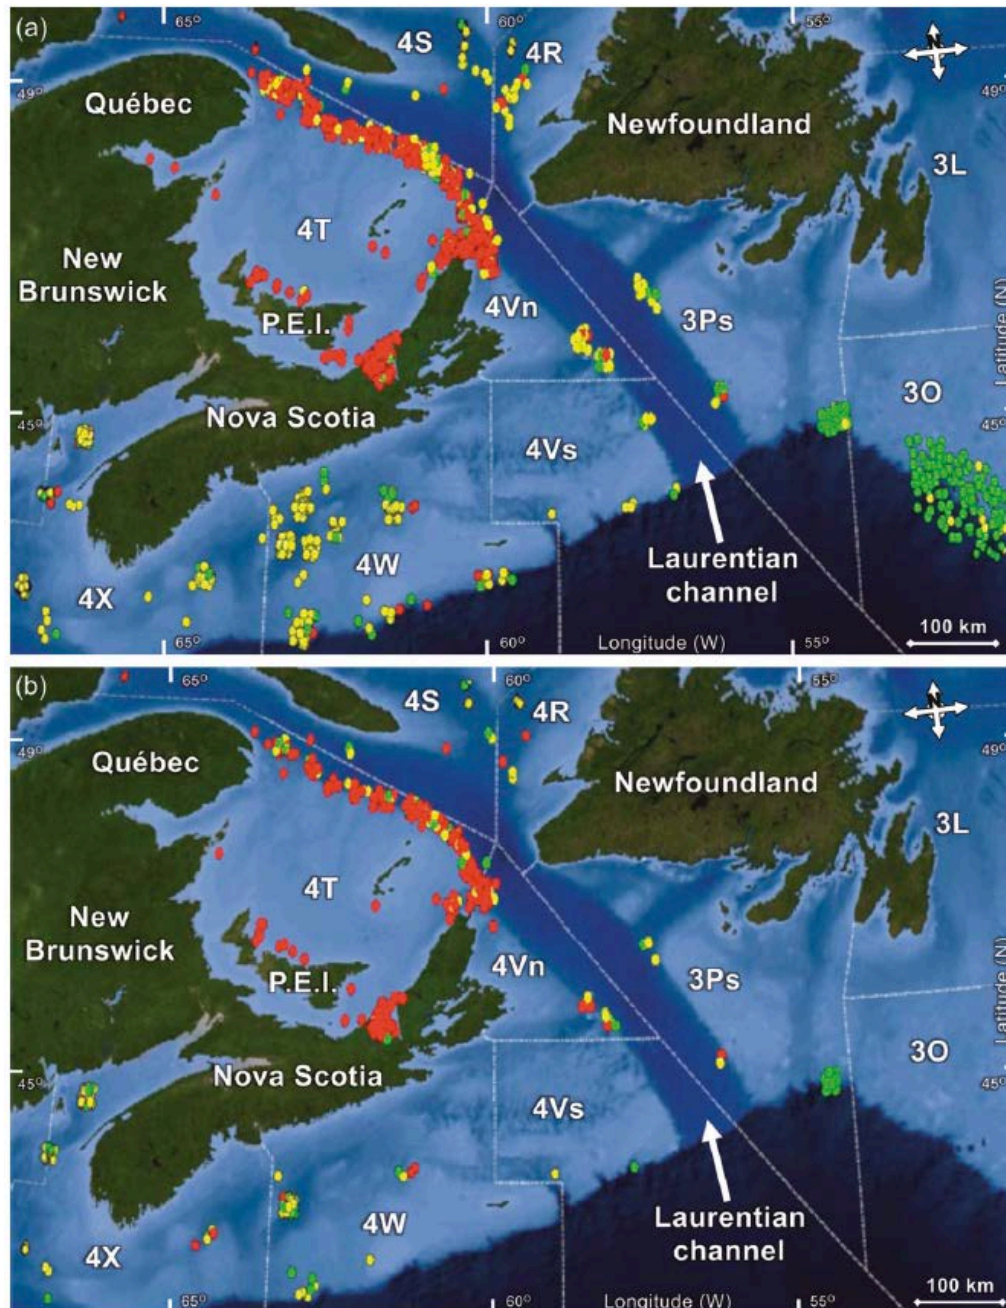 (a)
65°
60°
55°
4S
4R
N
49°
49°
Québec
Newfoundland
3L
4T
New
Brunswick
4Vn
3Ps
P.E.I.
Latitude (N)
Nova Scotia
3O
45°
45°
4Vs
4W
Laurentian
channel
4X
65°
60°
Longitude (W)
55°
100 km
(b)
65°
60°
55°
4S
4R
N
49°
49°
Québec
Newfoundland
3L
4T
New
Brunswick
4Vn
3Ps
P.E.I.
Latitude (N)
3O
Nova Scotia
45°
45°
4Vs
4W
Laurentian
channel
4X
65°
60°
Longitude (W)
55°
100 km